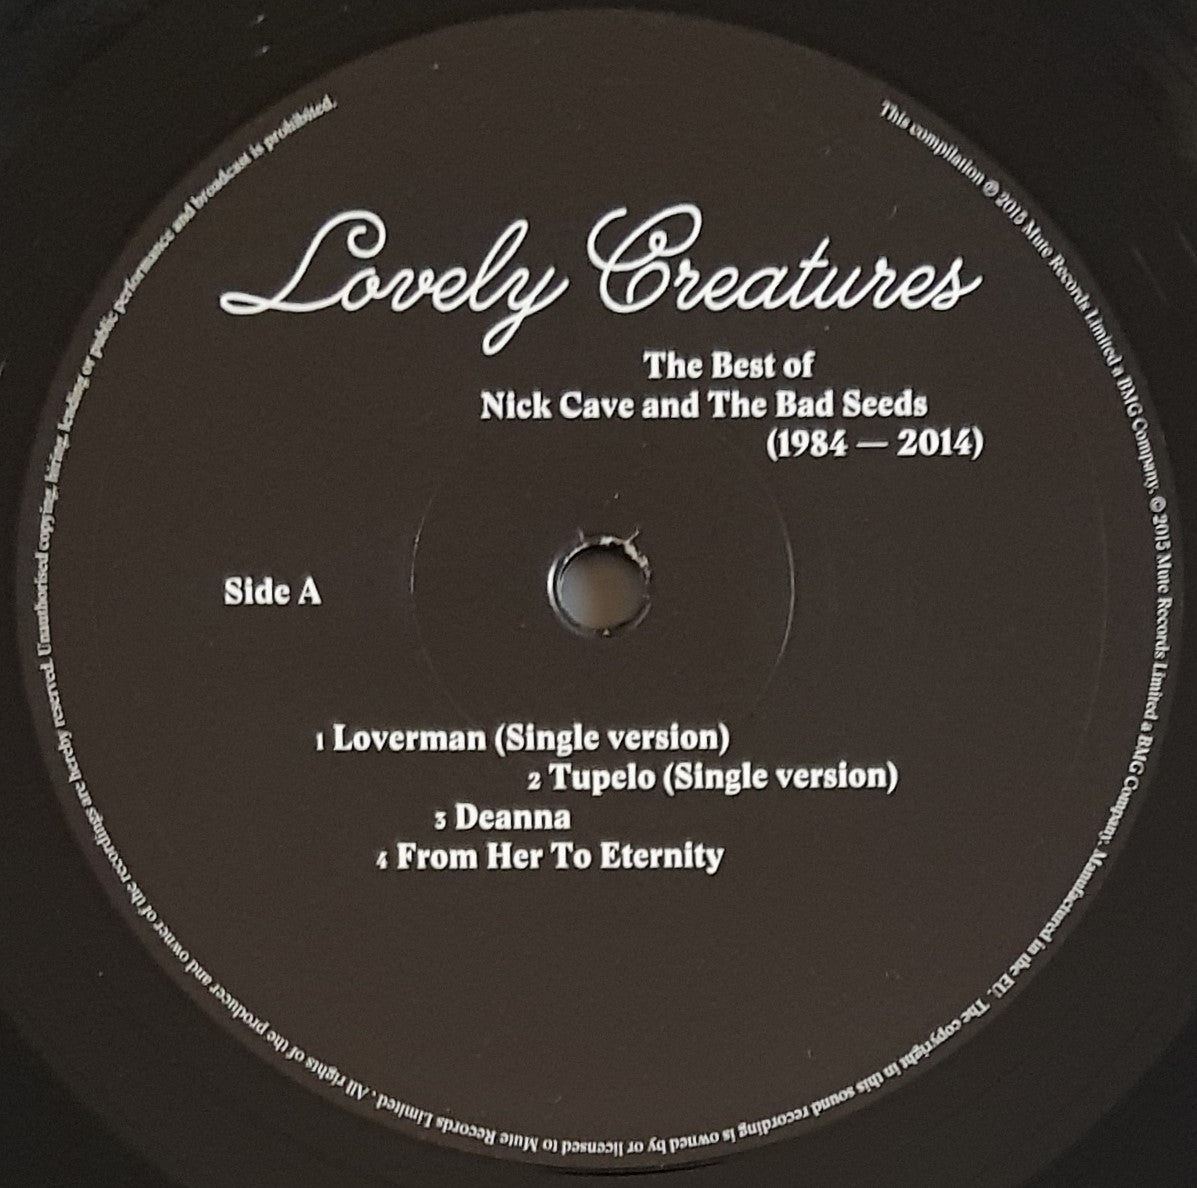 Lovely Creatures
The Best of
Nick Cave and The Bad Seeds
(1984 — 2014)
Side A
1 Loverman (Single version)
2 Tupelo (Single version)
3 Deanna
4 From Her To Eternity
This compilation ℗ 2015 Mute Records Limited a BMG Company. © 2015 Mute Records Limited a BMG Company. Manufactured in the EU. The copyright in this sound recording is owned by or licensed to Mute Records Limited. All rights of the producer and owner of the recordings are hereby reserved. Unauthorised copying, hiring, lending or public performance and broadcast is prohibited.